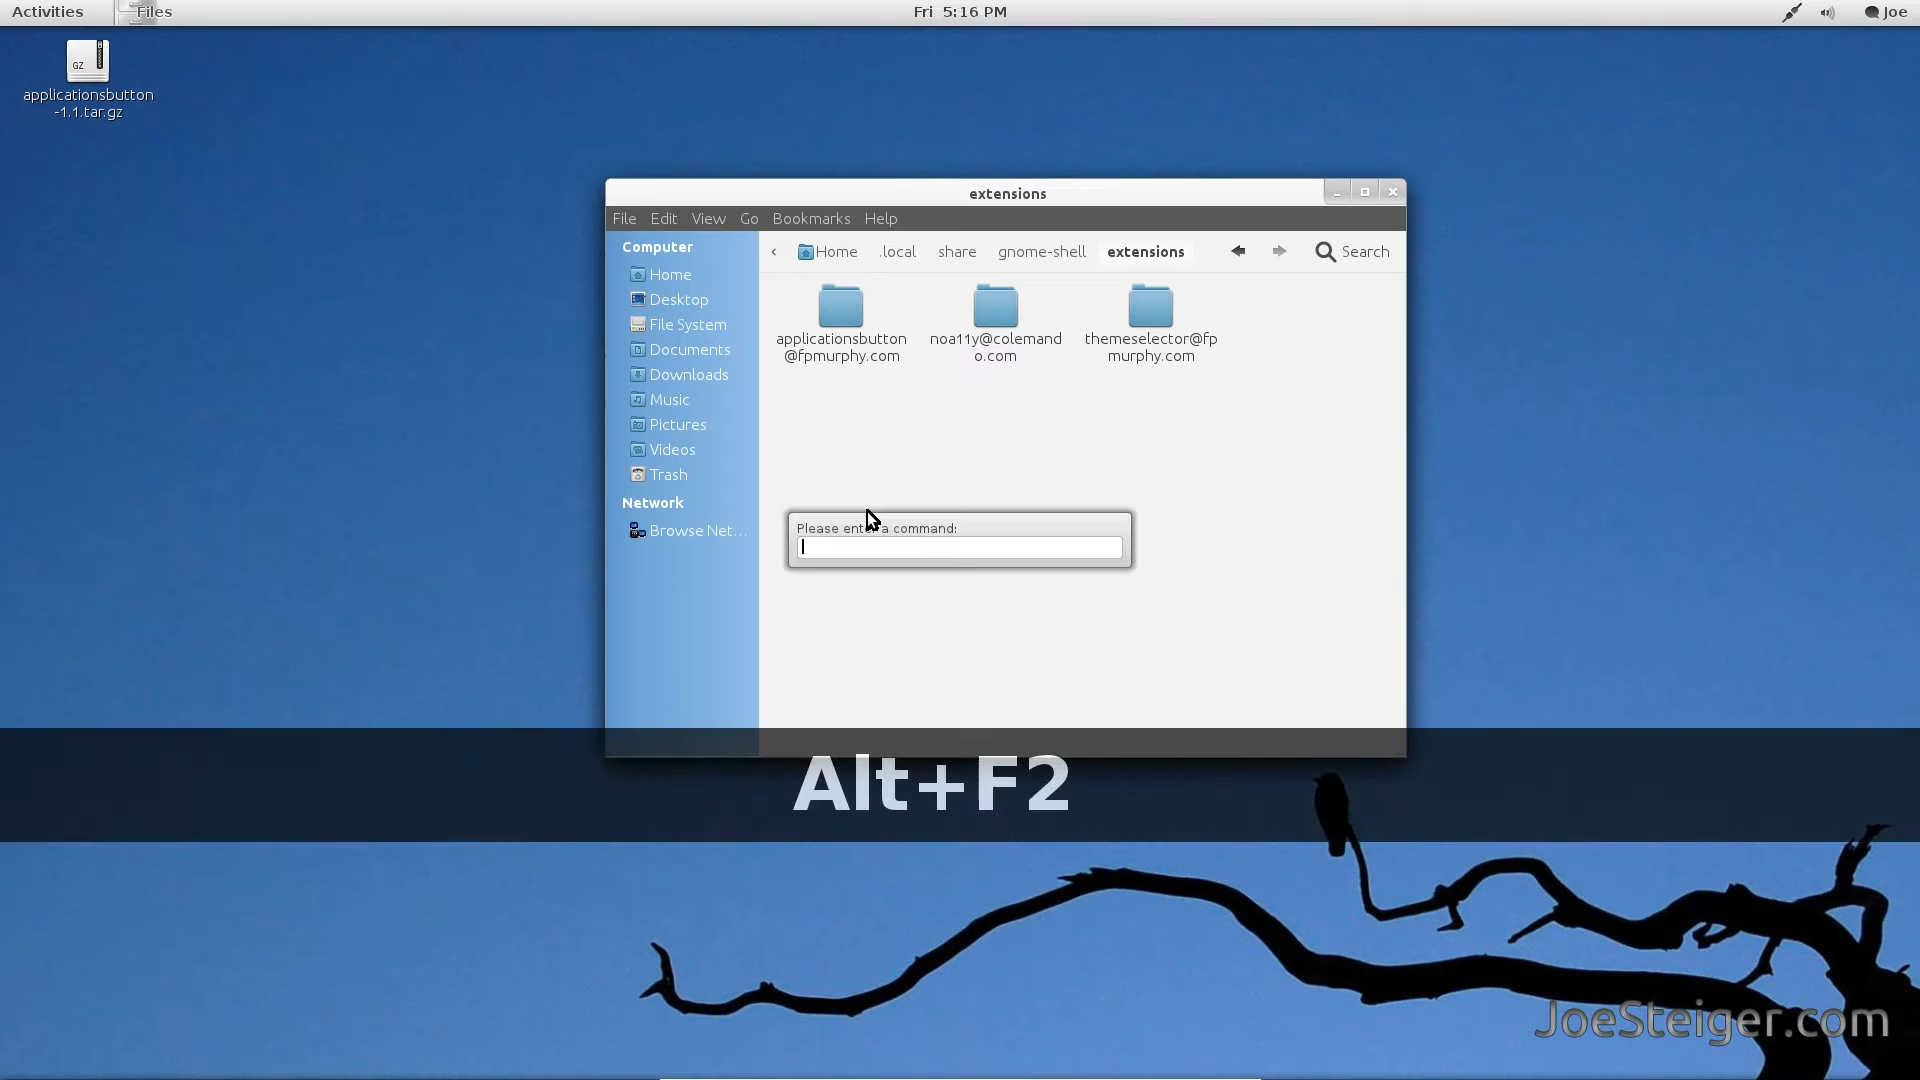 Activities
Files
Fri 5:16 PM
Joe
GZ
applicationsbutton
-1.1.tar.gz
extensions
File Edit View Go Bookmarks Help
Computer
Home
Desktop
File System
Documents
Downloads
Music
Pictures
Videos
Trash
Network
Browse Net...
Home .local share gnome-shell extensions
Search
applicationsbutton
@fpmurphy.com
noa11y@colemand
o.com
themeselector@fp
murphy.com
Please enter a command:
Alt+F2
JoeSteiger.com